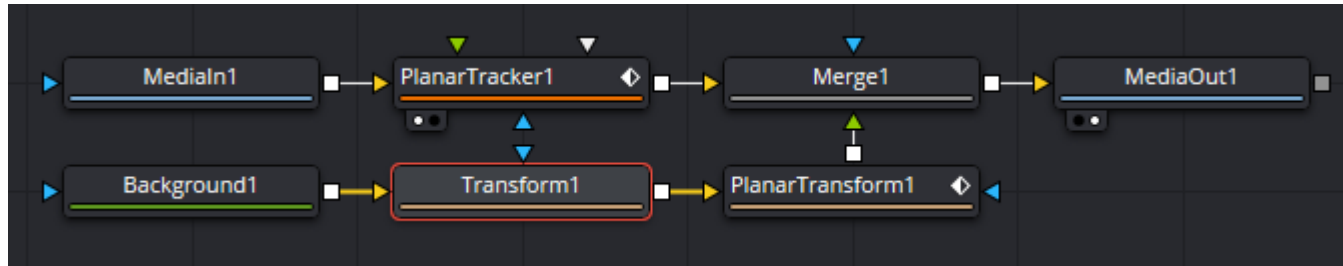 MediaIn1
PlanarTracker1
Merge1
MediaOut1
Background1
Transform1
PlanarTransform1